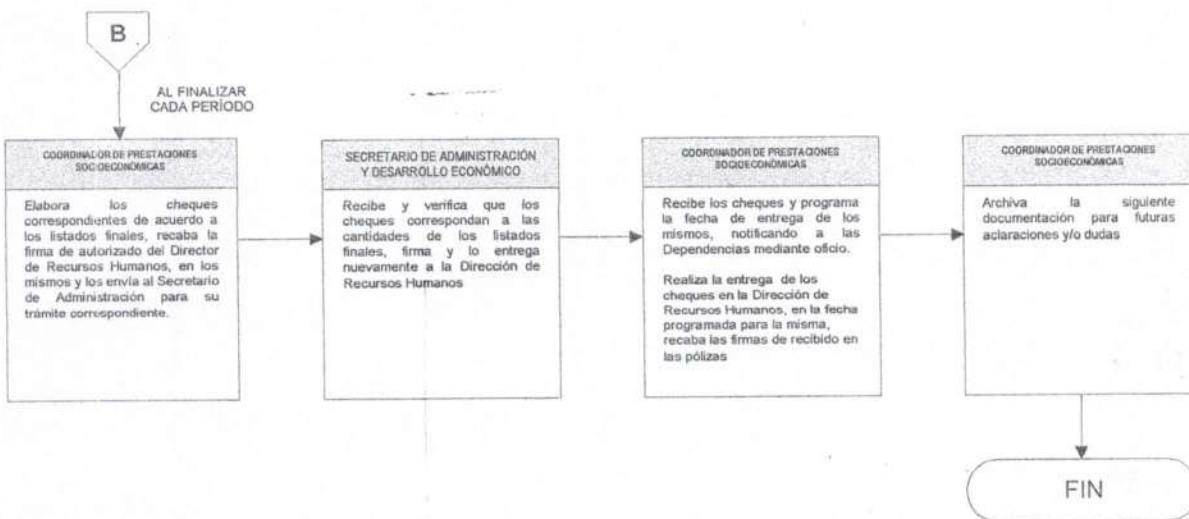 B
AL FINALIZAR
CADA PERÍODO
COORDINADOR DE PRESTACIONES
SOCIOECONÓMICAS
Elabora los cheques
correspondientes de acuerdo a
los listados finales, recaba la
firma de autorizado del Director
de Recursos Humanos, en los
mismos y los envía al Secretario
de Administración para su
trámite correspondiente.
SECRETARIO DE ADMINISTRACIÓN
Y DESARROLLO ECONÓMICO
Recibe y verifica que los
cheques correspondan a las
cantidades de los listados
finales, firma y lo entrega
nuevamente a la Dirección de
Recursos Humanos
COORDINADOR DE PRESTACIONES
SOCIOECONÓMICAS
Recibe los cheques y programa
la fecha de entrega de los
mismos, notificando a las
Dependencias mediante oficio.
Realiza la entrega de los
cheques en la Dirección de
Recursos Humanos, en la fecha
programada para la misma,
recaba las firmas de recibido en
las pólizas
COORDINADOR DE PRESTACIONES
SOCIOECONÓMICAS
Archiva la siguiente
documentación para futuras
aclaraciones y/o dudas
FIN